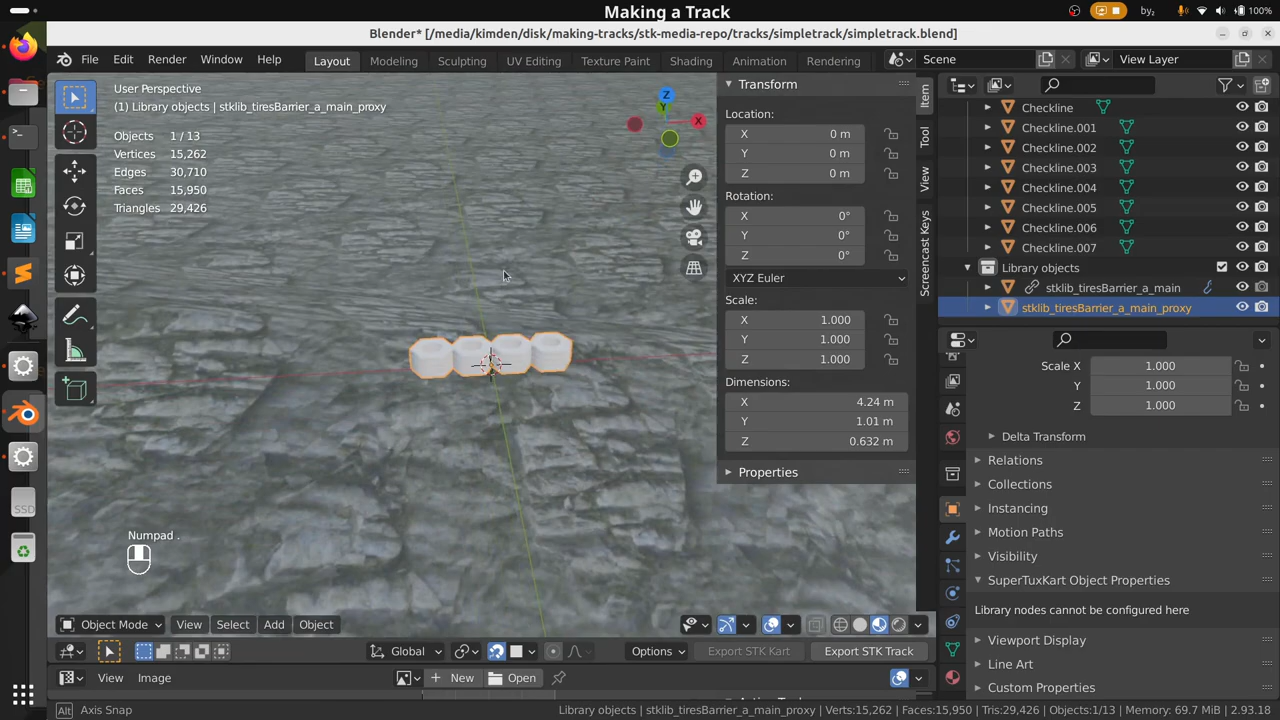 Making a Track
by₂
100%
Blender* [/media/kimden/disk/making-tracks/stk-media-repo/tracks/simpletrack/simpletrack.blend]
File Edit Render Window Help
Layout Modeling Sculpting UV Editing Texture Paint Shading Animation Rendering
Scene
View Layer
User Perspective
(1) Library objects | stklib_tiresBarrier_a_main_proxy
Objects 1 / 13
Vertices 15,262
Edges 30,710
Faces 15,950
Triangles 29,426
Z
Y
X
Transform
Location:
X 0 m
Y 0 m
Z 0 m
Rotation:
X 0°
Y 0°
Z 0°
XYZ Euler
Scale:
X 1.000
Y 1.000
Z 1.000
Dimensions:
X 4.24 m
Y 1.01 m
Z 0.632 m
Properties
Item
Tool
View
Screencast Keys
Checkline
Checkline.001
Checkline.002
Checkline.003
Checkline.004
Checkline.005
Checkline.006
Checkline.007
Library objects
stklib_tiresBarrier_a_main
stklib_tiresBarrier_a_main_proxy
Scale X 1.000
Y 1.000
Z 1.000
Delta Transform
Relations
Collections
Instancing
Motion Paths
Visibility
SuperTuxKart Object Properties
Library nodes cannot be configured here
Viewport Display
Line Art
Custom Properties
Numpad .
SSD
Object Mode View Select Add Object
Global
Options
Export STK Kart
Export STK Track
View Image
New
Open
Alt Axis Snap
Library objects | stklib_tiresBarrier_a_main_proxy | Verts:15,262 | Faces:15,950 | Tris:29,426 | Objects:1/13 | Memory: 69.7 MiB | 2.93.18